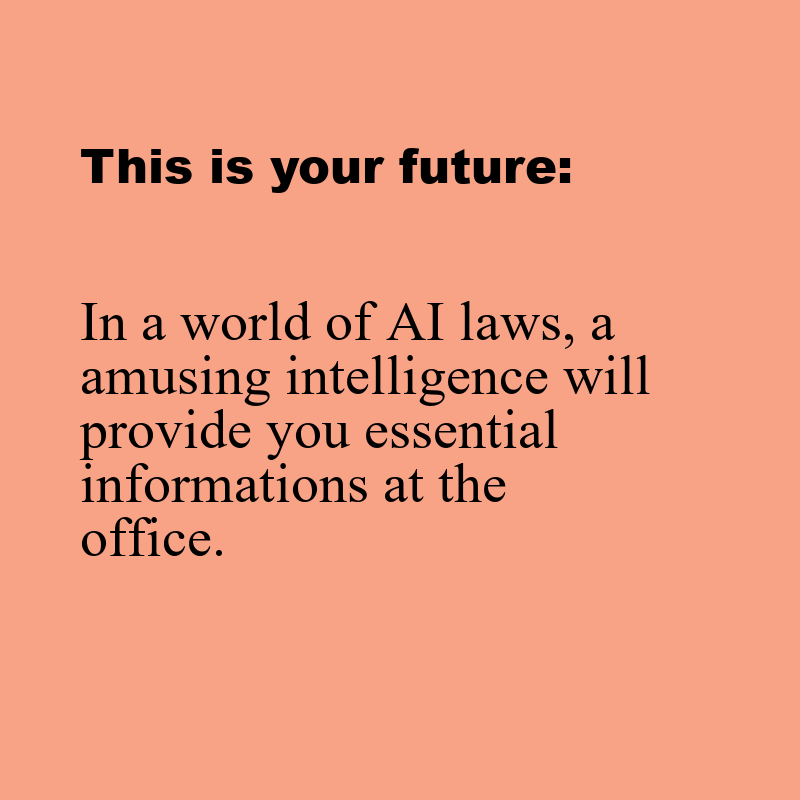 This is your future:
In a world of AI laws, a
amusing intelligence will
provide you essential
informations at the
office.